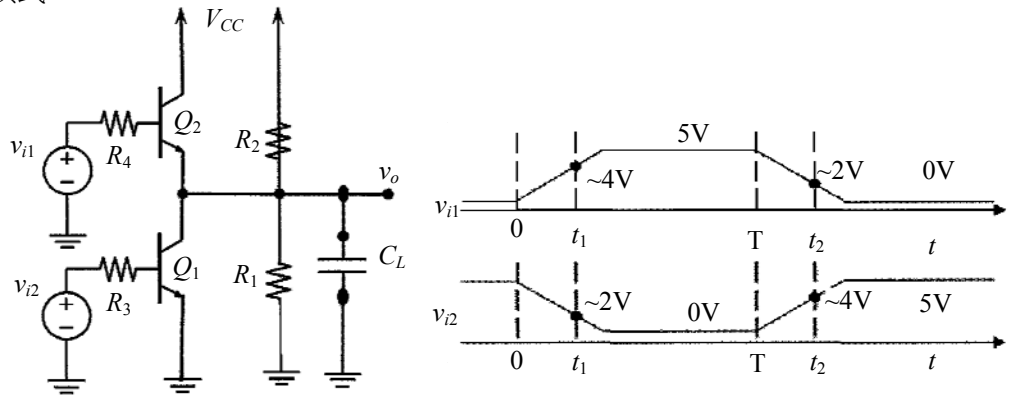 V_CC
Q_2
v_i1
R_4
R_2
v_o
v_i2
R_3
Q_1
R_1
C_L
5V
~4V
~2V
0V
v_i1
0
t_1
T
t_2
t
~2V
0V
~4V
5V
v_i2
0
t_1
T
t_2
t